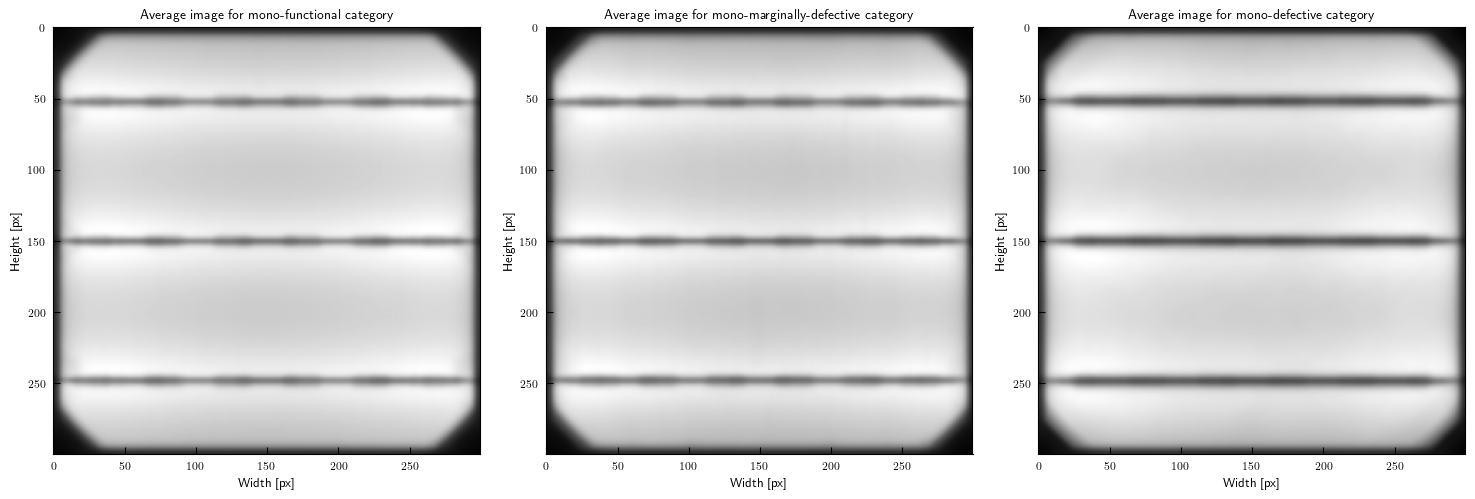 Average image for mono-functional category
0
50
100
150
200
250
Height [px]
0 50 100 150 200 250
Width [px]
Average image for mono-marginally-defective category
0
50
100
150
200
250
Height [px]
0 50 100 150 200 250
Width [px]
Average image for mono-defective category
0
50
100
150
200
250
Height [px]
0 50 100 150 200 250
Width [px]